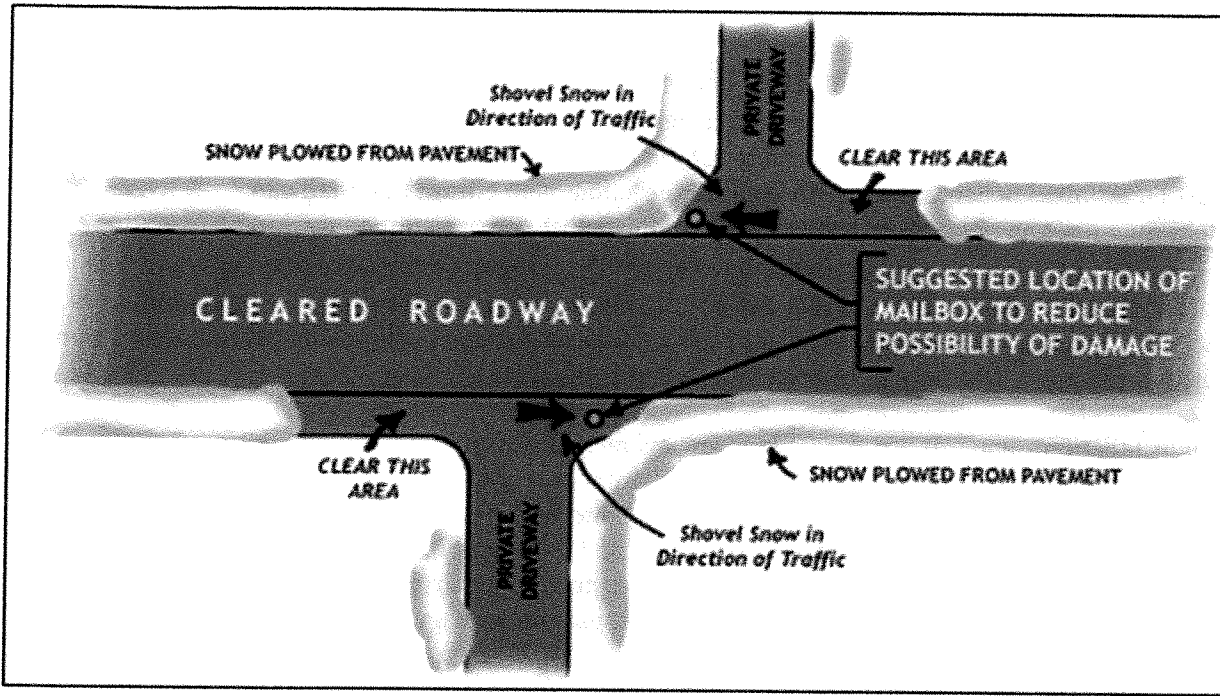 Shovel Snow in
Direction of Traffic
PRIVATE
DRIVEWAY
SNOW PLOWED FROM PAVEMENT
CLEAR THIS AREA
CLEARED ROADWAY
SUGGESTED LOCATION OF
MAILBOX TO REDUCE
POSSIBILITY OF DAMAGE
CLEAR THIS
AREA
SNOW PLOWED FROM PAVEMENT
PRIVATE
DRIVEWAY
Shovel Snow in
Direction of Traffic